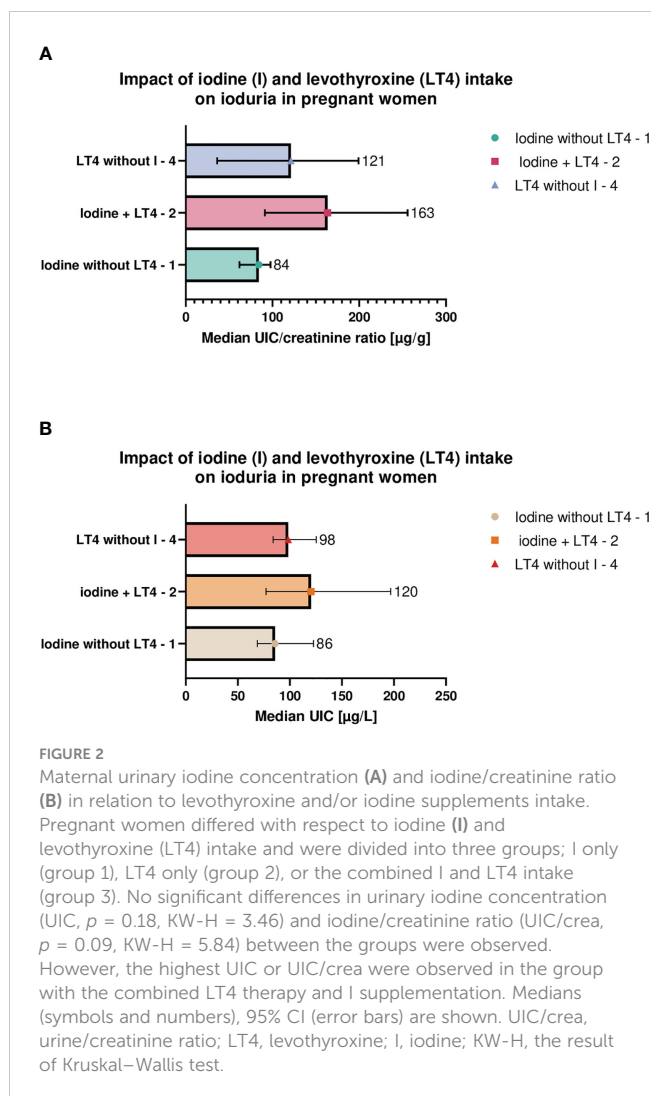 A
Impact of iodine (I) and levothyroxine (LT4) intake
on ioduria in pregnant women
LT4 without I - 4
121
Iodine + LT4 - 2
163
Iodine without LT4 - 1
84
0
100
200
300
Median UIC/creatinine ratio [µg/g]
Iodine without LT4 - 1
Iodine + LT4 - 2
LT4 without I - 4
B
Impact of iodine (I) and levothyroxine (LT4) intake
on ioduria in pregnant women
LT4 without I - 4
98
iodine + LT4 - 2
120
Iodine without LT4 - 1
86
0
50
100
150
200
250
Median UIC [µg/L]
Iodine without LT4 - 1
iodine + LT4 - 2
LT4 without I - 4
FIGURE 2
Maternal urinary iodine concentration (A) and iodine/creatinine ratio
(B) in relation to levothyroxine and/or iodine supplements intake.
Pregnant women differed with respect to iodine (I) and
levothyroxine (LT4) intake and were divided into three groups; I only
(group 1), LT4 only (group 2), or the combined I and LT4 intake
(group 3). No significant differences in urinary iodine concentration
(UIC, p = 0.18, KW-H = 3.46) and iodine/creatinine ratio (UIC/crea,
p = 0.09, KW-H = 5.84) between the groups were observed.
However, the highest UIC or UIC/crea were observed in the group
with the combined LT4 therapy and I supplementation. Medians
(symbols and numbers), 95% CI (error bars) are shown. UIC/crea,
urine/creatinine ratio; LT4, levothyroxine; I, iodine; KW-H, the result
of Kruskal–Wallis test.